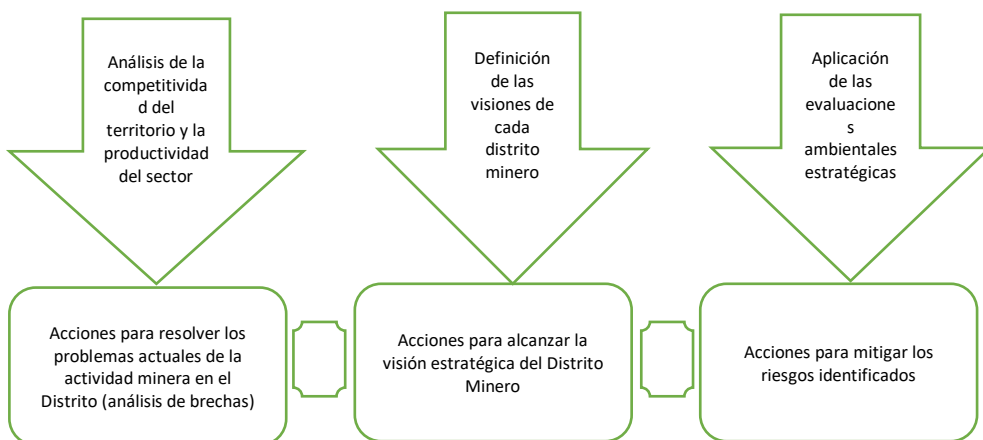 Análisis de la
competitivida
d del
territorio y la
productividad
del sector
Definición
de las
visiones de
cada
distrito
minero
Aplicación
de las
evaluacione
s
ambientales
estratégicas
Acciones para resolver los
problemas actuales de la
actividad minera en el
Distrito (análisis de brechas)
Acciones para alcanzar la
visión estratégica del Distrito
Minero
Acciones para mitigar los
riesgos identificados